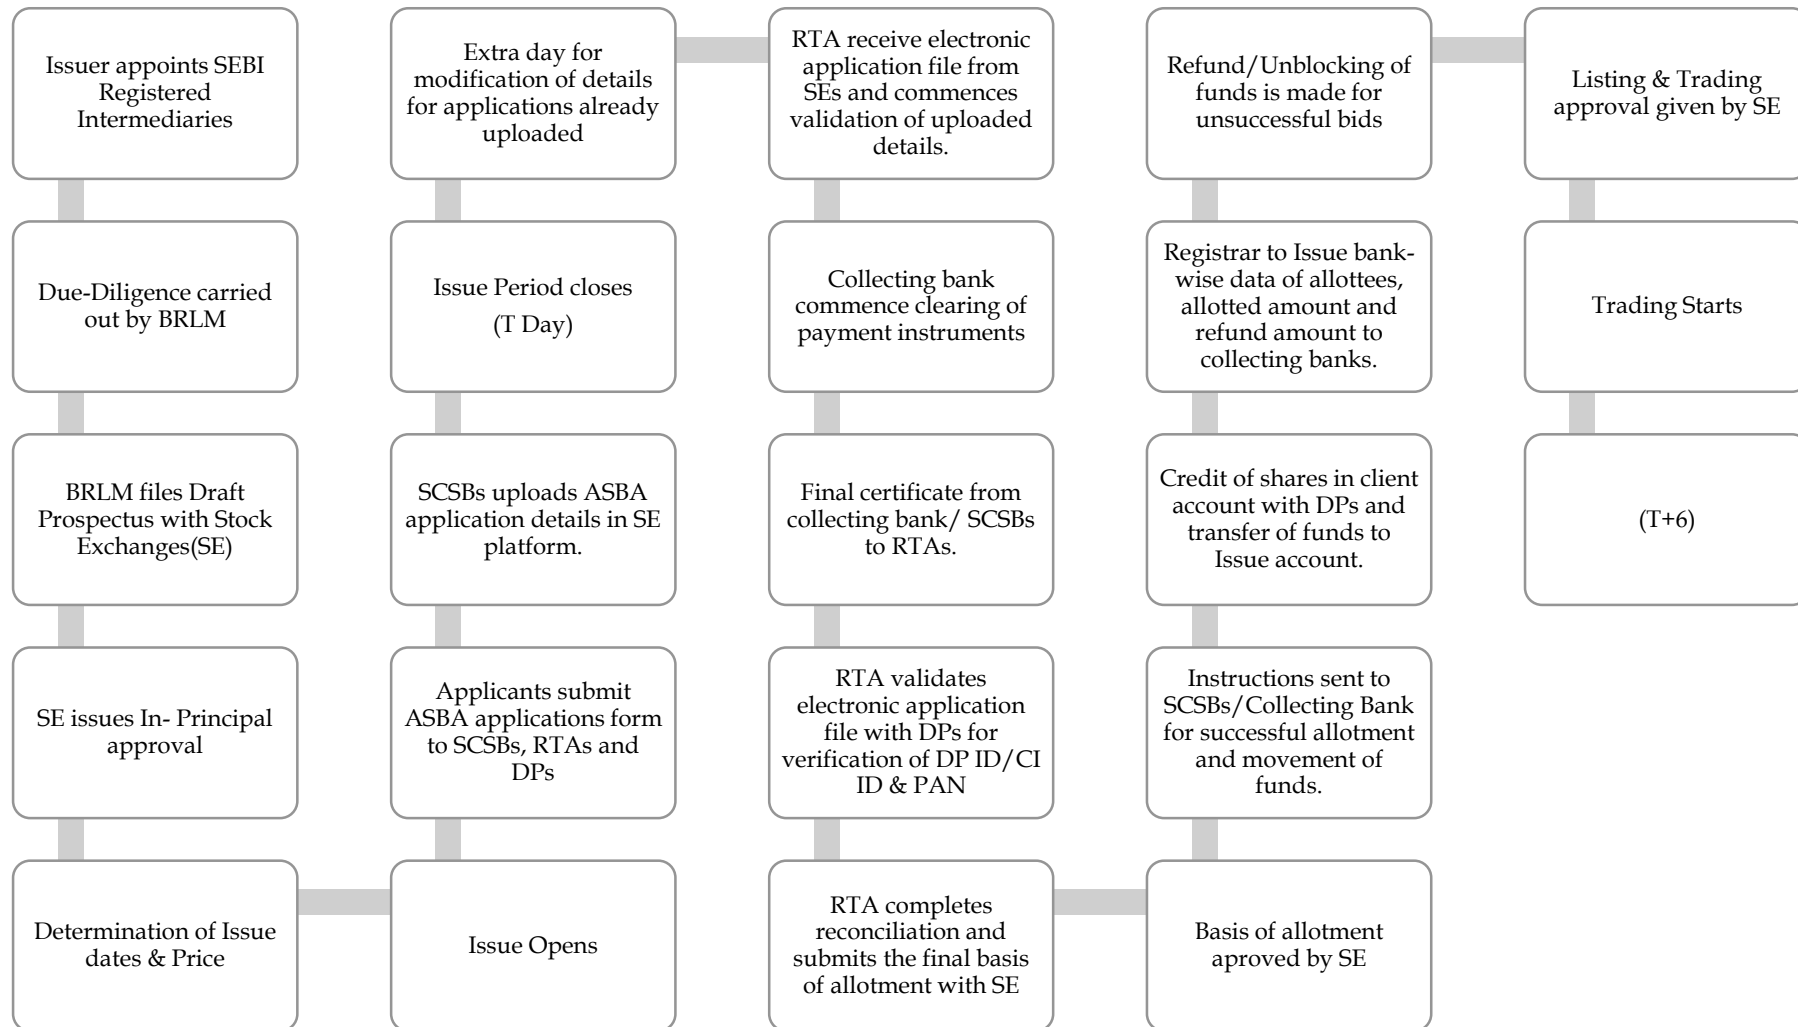 Issuer appoints SEBI
Registered
Intermediaries
Due-Diligence carried
out by BRLM
BRLM files Draft
Prospectus with Stock
Exchanges(SE)
SE issues In- Principal
approval
Determination of Issue
dates & Price
Issue Opens
Applicants submit
ASBA applications form
to SCSBs, RTAs and
DPs
SCSBs uploads ASBA
application details in SE
platform.
Issue Period closes
(T Day)
Extra day for
modification of details
for applications already
uploaded
RTA receive electronic
application file from
SEs and commences
validation of uploaded
details.
Collecting bank
commence clearing of
payment instruments
Final certificate from
collecting bank/ SCSBs
to RTAs.
RTA validates
electronic application
file with DPs for
verification of DP ID/CI
ID & PAN
RTA completes
reconciliation and
submits the final basis
of allotment with SE
Basis of allotment
aproved by SE
Instructions sent to
SCSBs/Collecting Bank
for successful allotment
and movement of
funds.
Credit of shares in client
account with DPs and
transfer of funds to
Issue account.
Registrar to Issue bank-
wise data of allottees,
allotted amount and
refund amount to
collecting banks.
Refund/Unblocking of
funds is made for
unsuccessful bids
Listing & Trading
approval given by SE
Trading Starts
(T+6)